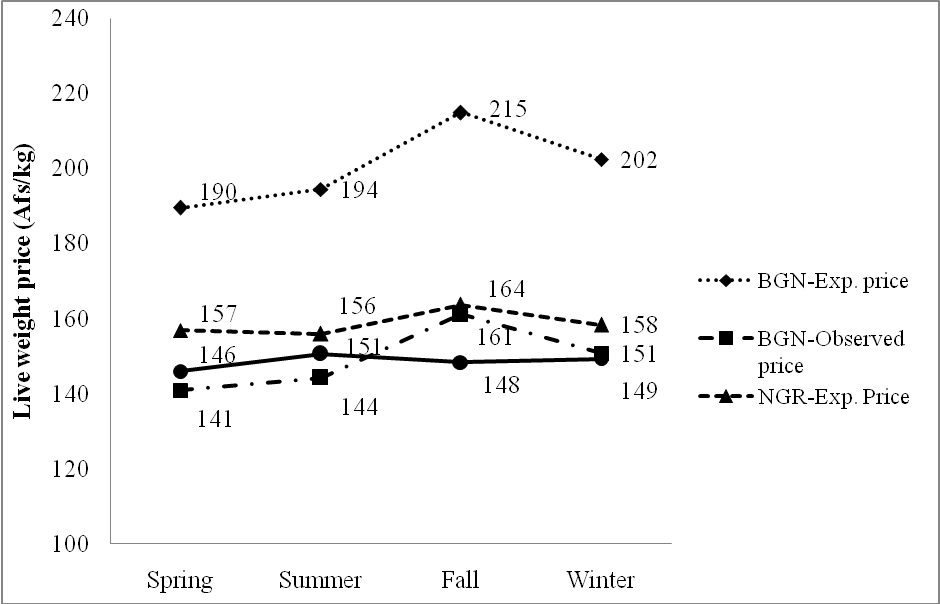 Live weight price (Afs/kg)
240
220
200
180
160
140
120
100
215
202
190
194
164
157
156
158
161
146
151
151
148
149
141
144
Spring
Summer
Fall
Winter
BGN-Exp. price
BGN-Observed
price
NGR-Exp. Price